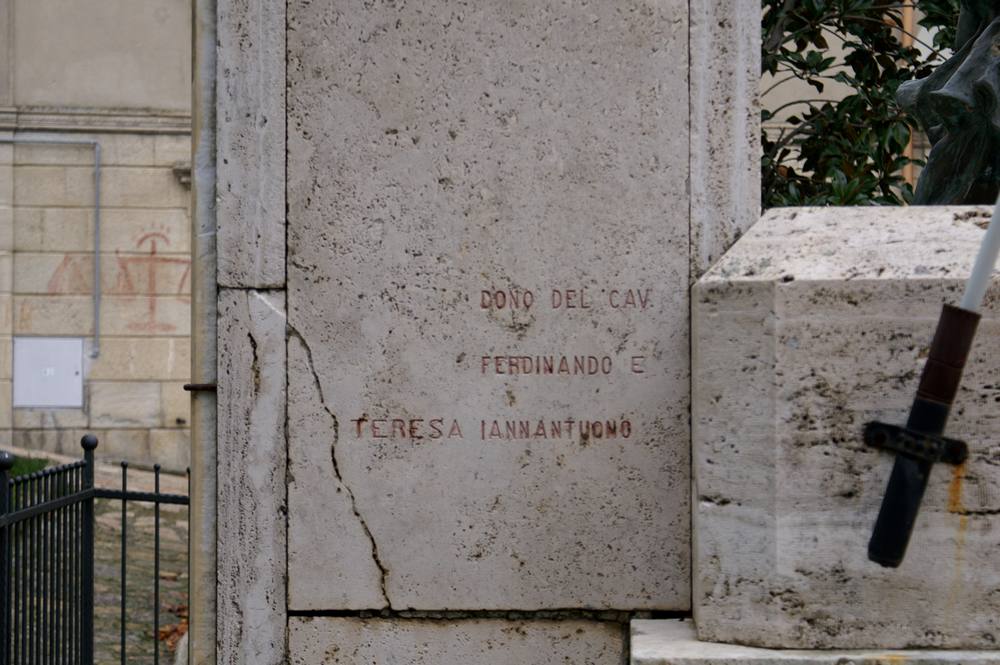 DONO DEL CAV.
FERDINANDO E
TERESA IANNANTUONO